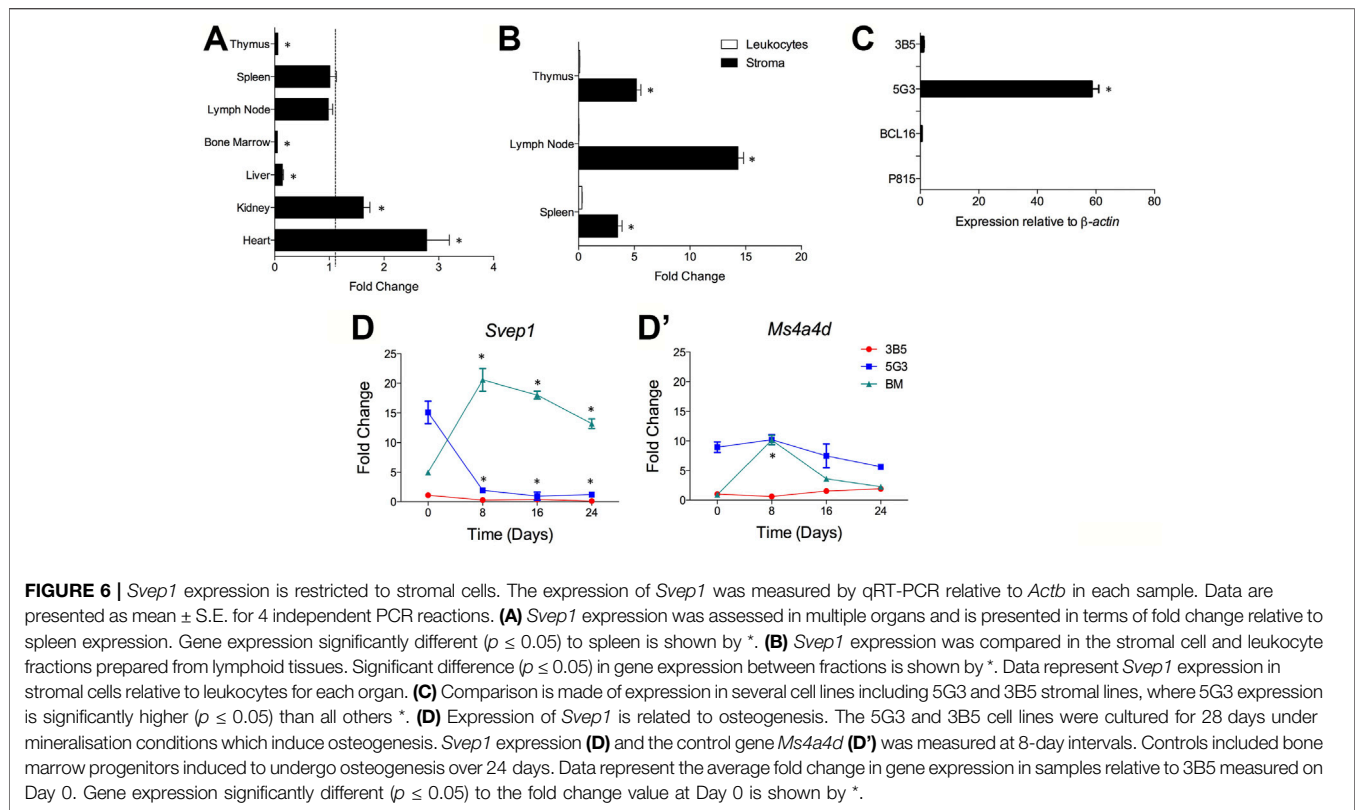 A
Thymus
Spleen
Lymph Node
Bone Marrow
Liver
Kidney
Heart
*
*
*
*
*
0 1 2 3 4
Fold Change
B
Leukocytes
Stroma
Thymus
Lymph Node
Spleen
*
*
*
0 5 10 15 20
Fold Change
C
3B5
5G3
BCL16
P815
*
0 20 40 60 80
Expression relative to β-actin
D
Svep1
Fold Change
25
20
15
10
5
0
* * *
* * *
0 8 16 24
Time (Days)
D'
Ms4a4d
3B5
5G3
BM
Fold Change
25
20
15
10
5
0
*
0 8 16 24
Time (Days)
FIGURE 6 | Svep1 expression is restricted to stromal cells. The expression of Svep1 was measured by qRT-PCR relative to Actb in each sample. Data are
presented as mean ± S.E. for 4 independent PCR reactions. (A) Svep1 expression was assessed in multiple organs and is presented in terms of fold change relative to
spleen expression. Gene expression significantly different (p ≤ 0.05) to spleen is shown by *. (B) Svep1 expression was compared in the stromal cell and leukocyte
fractions prepared from lymphoid tissues. Significant difference (p ≤ 0.05) in gene expression between fractions is shown by *. Data represent Svep1 expression in
stromal cells relative to leukocytes for each organ. (C) Comparison is made of expression in several cell lines including 5G3 and 3B5 stromal lines, where 5G3 expression
is significantly higher (p ≤ 0.05) than all others *. (D) Expression of Svep1 is related to osteogenesis. The 5G3 and 3B5 cell lines were cultured for 28 days under
mineralisation conditions which induce osteogenesis. Svep1 expression (D) and the control gene Ms4a4d (D') was measured at 8-day intervals. Controls included bone
marrow progenitors induced to undergo osteogenesis over 24 days. Data represent the average fold change in gene expression in samples relative to 3B5 measured on
Day 0. Gene expression significantly different (p ≤ 0.05) to the fold change value at Day 0 is shown by *.